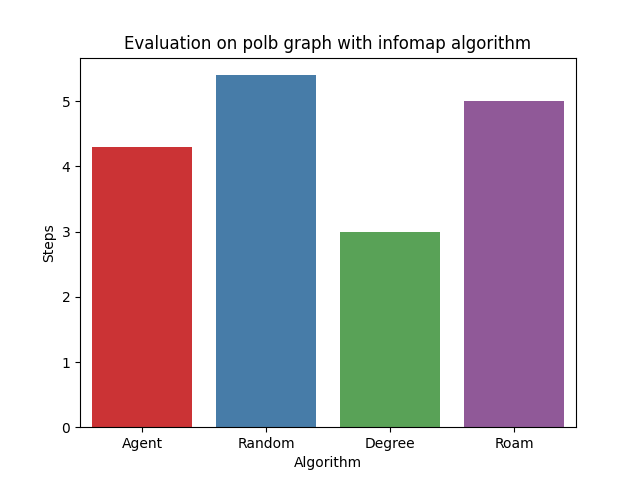 Evaluation on polb graph with infomap algorithm
5
4
3
2
1
0
Steps
Agent Random Degree Roam
Algorithm